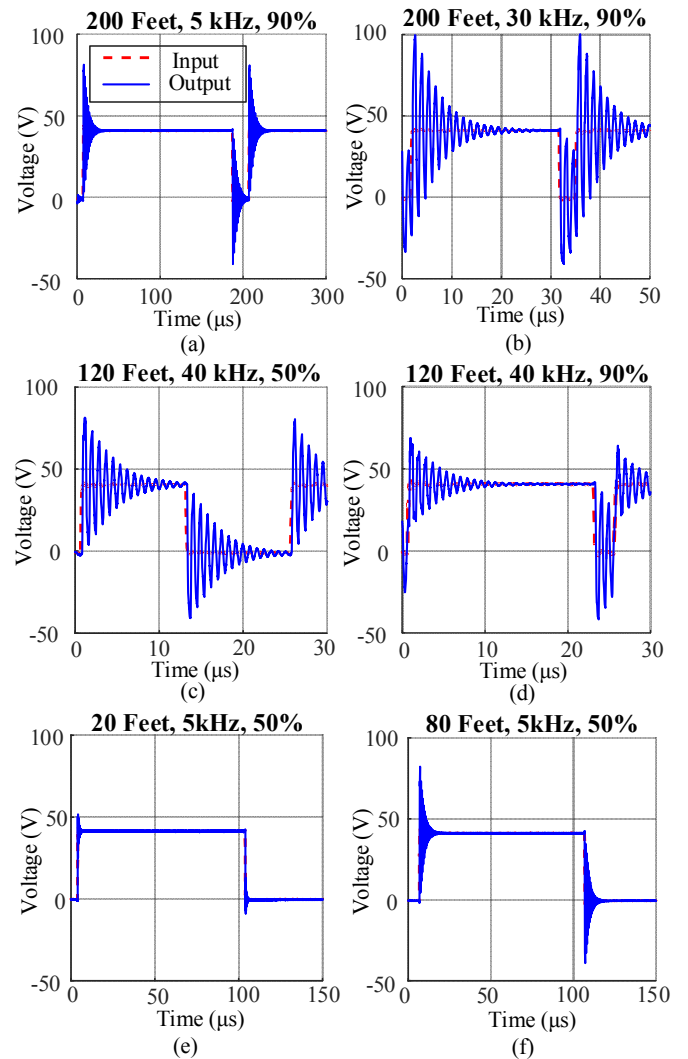 200 Feet, 5 kHz, 90%
Input
Output
Voltage (V)
100
50
0
-50
0
100
200
300
Time (μs)
(a)
200 Feet, 30 kHz, 90%
Voltage (V)
100
50
0
-50
0
10
20
30
40
50
Time (μs)
(b)
120 Feet, 40 kHz, 50%
Voltage (V)
100
50
0
-50
0
10
20
30
Time (μs)
(c)
120 Feet, 40 kHz, 90%
Voltage (V)
100
50
0
-50
0
10
20
30
Time (μs)
(d)
20 Feet, 5kHz, 50%
Voltage (V)
100
50
0
-50
0
50
100
150
Time (μs)
(e)
80 Feet, 5kHz, 50%
Voltage (V)
100
50
0
-50
0
50
100
150
Time (μs)
(f)